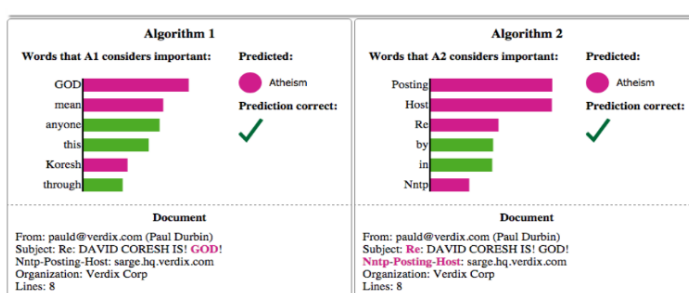 Algorithm 1
Words that A1 considers important:
Predicted:
GOD
mean
anyone
this
Koresh
through
Atheism
Prediction correct:
Document
From: pauld@verdix.com (Paul Durbin)
Subject: Re: DAVID CORESH IS! GOD!
Nntp-Posting-Host: sarge.hq.verdix.com
Organization: Verdix Corp
Lines: 8
Algorithm 2
Words that A2 considers important:
Predicted:
Posting
Host
Re
by
in
Nntp
Atheism
Prediction correct:
Document
From: pauld@verdix.com (Paul Durbin)
Subject: Re: DAVID CORESH IS! GOD!
Nntp-Posting-Host: sarge.hq.verdix.com
Organization: Verdix Corp
Lines: 8